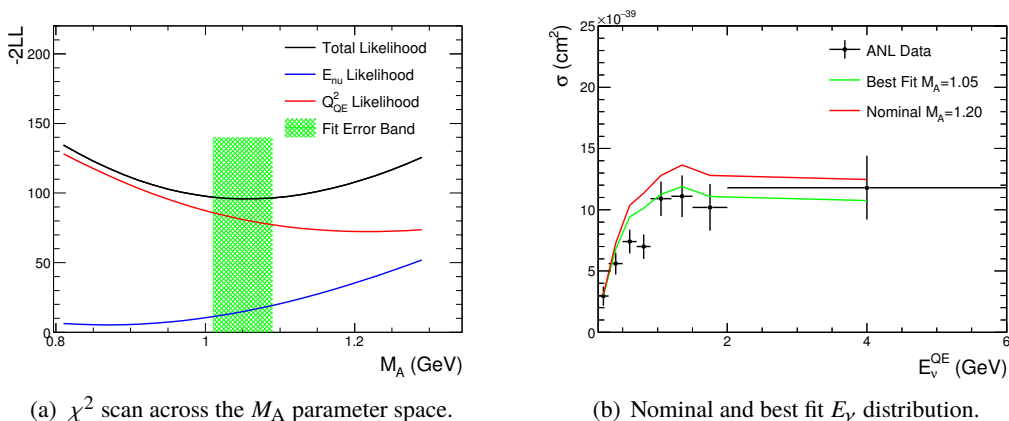 -2LL
200
150
100
50
0
0.8
1
1.2
M_A (GeV)
Total Likelihood
E_nu Likelihood
Q²_QE Likelihood
Fit Error Band
(a) χ² scan across the M_A parameter space.
×10⁻³⁹
σ (cm²)
25
20
15
10
5
0
2
4
6
E_ν^QE (GeV)
ANL Data
Best Fit M_A=1.05
Nominal M_A=1.20
(b) Nominal and best fit E_ν distribution.